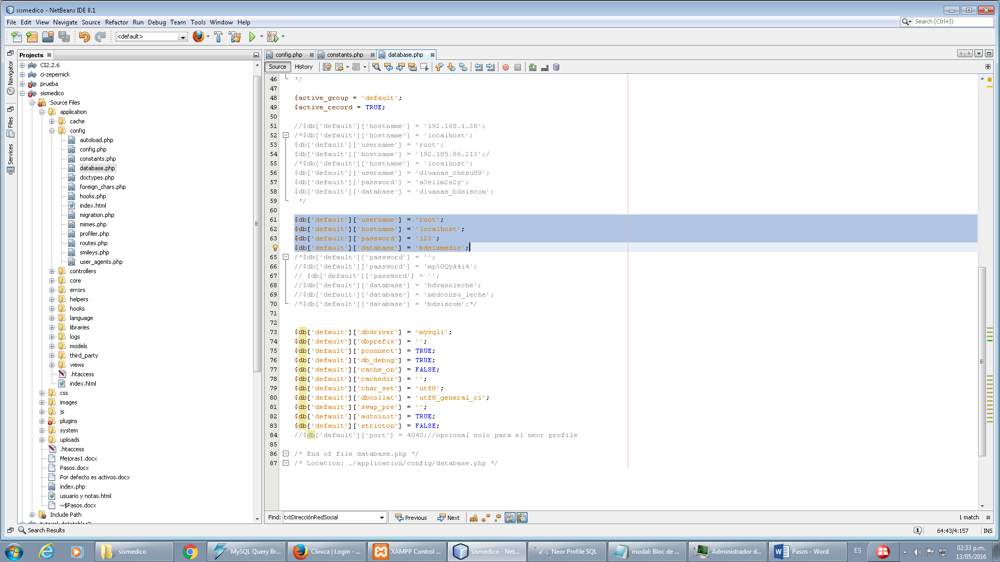 sismedico - NetBeans IDE 8.1
File Edit View Navigate Source Refactor Run Debug Team Tools Window Help
Search (Ctrl+I)
<default>
Projects
Navigator
Files
Services
CI2.2.6
ci-zepernick
prueba
sismedico
Source Files
application
cache
config
autoload.php
config.php
constants.php
database.php
doctypes.php
foreign_chars.php
hooks.php
index.html
migration.php
mimes.php
profiler.php
routes.php
smileys.php
user_agents.php
controllers
core
errors
helpers
hooks
language
libraries
logs
models
third_party
views
.htaccess
index.html
css
images
js
plugins
system
uploads
.htaccess
Mejoras1.docx
Pasos.docx
Por defecto es activos.docx
index.php
usuario y notas.html
~$Pasos.docx
Include Path
config.php constants.php database.php
Source History
46 */
47
48 $active_group = 'default';
49 $active_record = TRUE;
50
51 //$db['default']['hostname'] = '192.168.1.38';
52 /*$db['default']['hostname'] = 'localhost';
53 $db['default']['username'] = 'root';
54 $db['default']['hostname'] = '192.185.86.213';/
55 /*$db['default']['hostname'] = 'localhost';
56 $db['default']['username'] = 'dluanas_chesu89';
57 $db['default']['password'] = 'a3eilm2s2y';
58 $db['default']['database'] = 'dluanas_bdsiscom';
59 */
60
61 $db['default']['username'] = 'root';
62 $db['default']['hostname'] = 'localhost';
63 $db['default']['password'] = '123';
$db['default']['database'] = 'bdsismedic';
65 /*$db['default']['password'] = '';
66 //$db['default']['password'] = 'mp3OQyA4i4';
67 // $db['default']['password'] = '';
68 //$db['default']['database'] = 'bdvasoleche';
69 //$db['default']['database'] = 'medconsu_leche';
70 /*$db['default']['database'] = 'bdsiscom';*/
71
72
73 $db['default']['dbdriver'] = 'mysqli';
74 $db['default']['dbprefix'] = '';
75 $db['default']['pconnect'] = TRUE;
76 $db['default']['db_debug'] = TRUE;
77 $db['default']['cache_on'] = FALSE;
78 $db['default']['cachedir'] = '';
79 $db['default']['char_set'] = 'utf8';
80 $db['default']['dbcollat'] = 'utf8_general_ci';
81 $db['default']['swap_pre'] = '';
82 $db['default']['autoinit'] = TRUE;
83 $db['default']['stricton'] = FALSE;
84 //$db['default']['port'] = 4040;//opcional solo para el neor profile
85
86 /* End of file database.php */
87 /* Location: ./application/config/database.php */
Find: txtDirecciónRedSocial Previous Next 1 match
Search Results 64:43/4:157 INS
sismedico MySQL Query Br... Clinica | Login - ... XAMPP Control ... sismedico - Net... Neor Profile SQL modal: Bloc de ... Administrador d... Pasos - Word ES 02:33 p.m.
13/05/2016